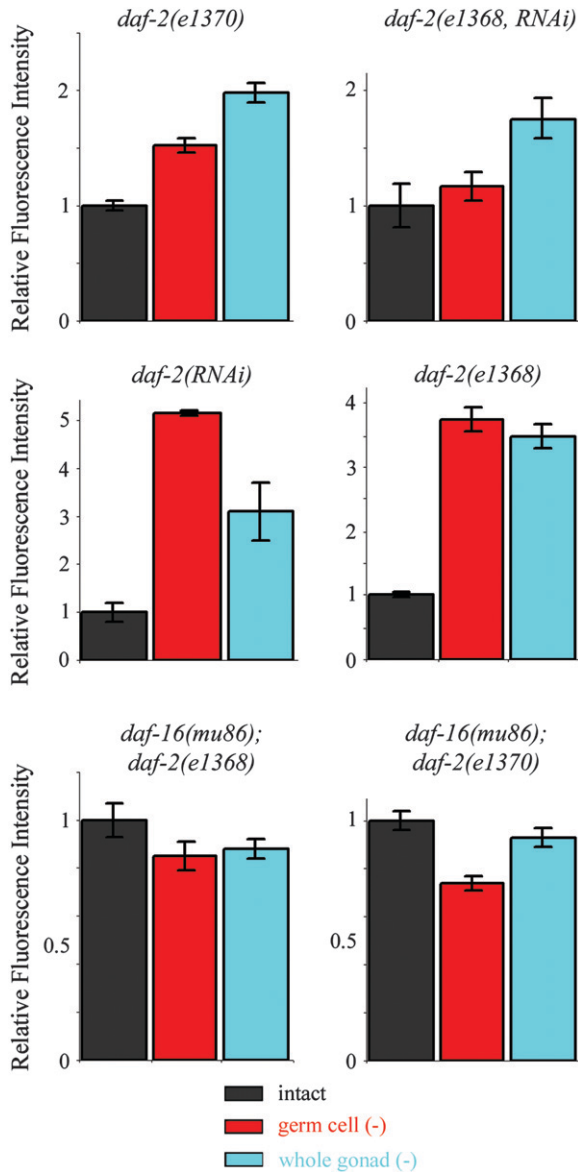 daf-2(e1370)
daf-2(e1368, RNAi)
Relative Fluorescence Intensity
2
1
0
2
1
0
daf-2(RNAi)
daf-2(e1368)
Relative Fluorescence Intensity
5
4
3
2
1
0
4
3
2
1
0
daf-16(mu86);
daf-2(e1368)
daf-16(mu86);
daf-2(e1370)
Relative Fluorescence Intensity
1
0.5
0
1
0.5
0
intact
germ cell (-)
whole gonad (-)